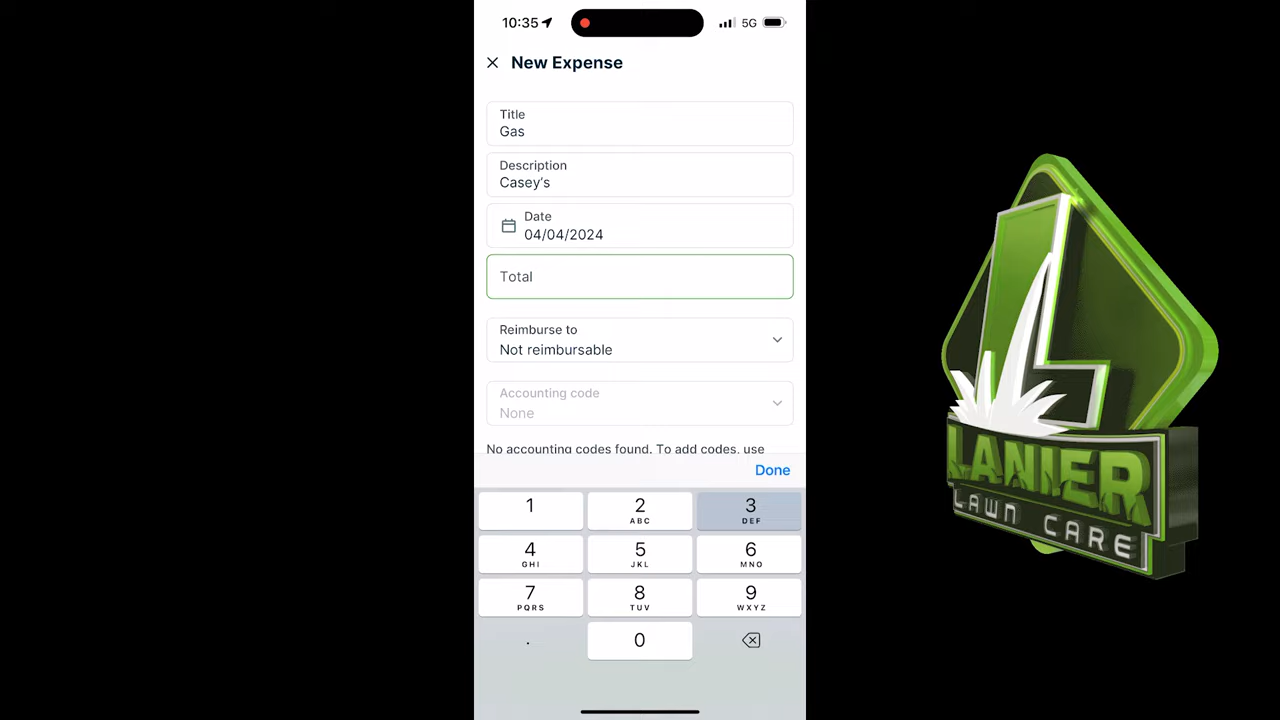 10:35
5G
New Expense
Title
Gas
Description
Casey's
Date
04/04/2024
Total
Reimburse to
Not reimbursable
Accounting code
None
No accounting codes found. To add codes, use
Done
1
2
ABC
3
DEF
4
GHI
5
JKL
6
MNO
7
PQRS
8
TUV
9
WXYZ
.
0
L
LANIER
LAWN CARE